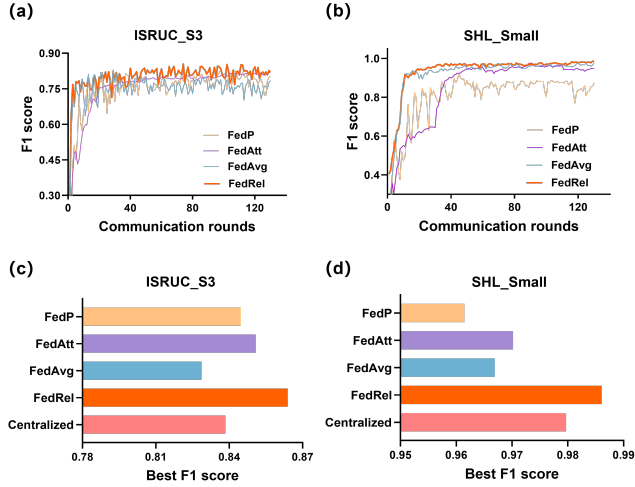 (a)
ISRUC_S3
F1 score
0.90
0.75
0.60
0.45
0.30
FedP
FedAtt
FedAvg
FedRel
0 40 80 120
Communication rounds
(b)
SHL_Small
F1 score
1.0
0.8
0.6
0.4
FedP
FedAtt
FedAvg
FedRel
0 40 80 120
Communication rounds
(c)
ISRUC_S3
FedP
FedAtt
FedAvg
FedRel
Centralized
0.78 0.81 0.84 0.87
Best F1 score
(d)
SHL_Small
FedP
FedAtt
FedAvg
FedRel
Centralized
0.95 0.96 0.97 0.98 0.99
Best F1 score